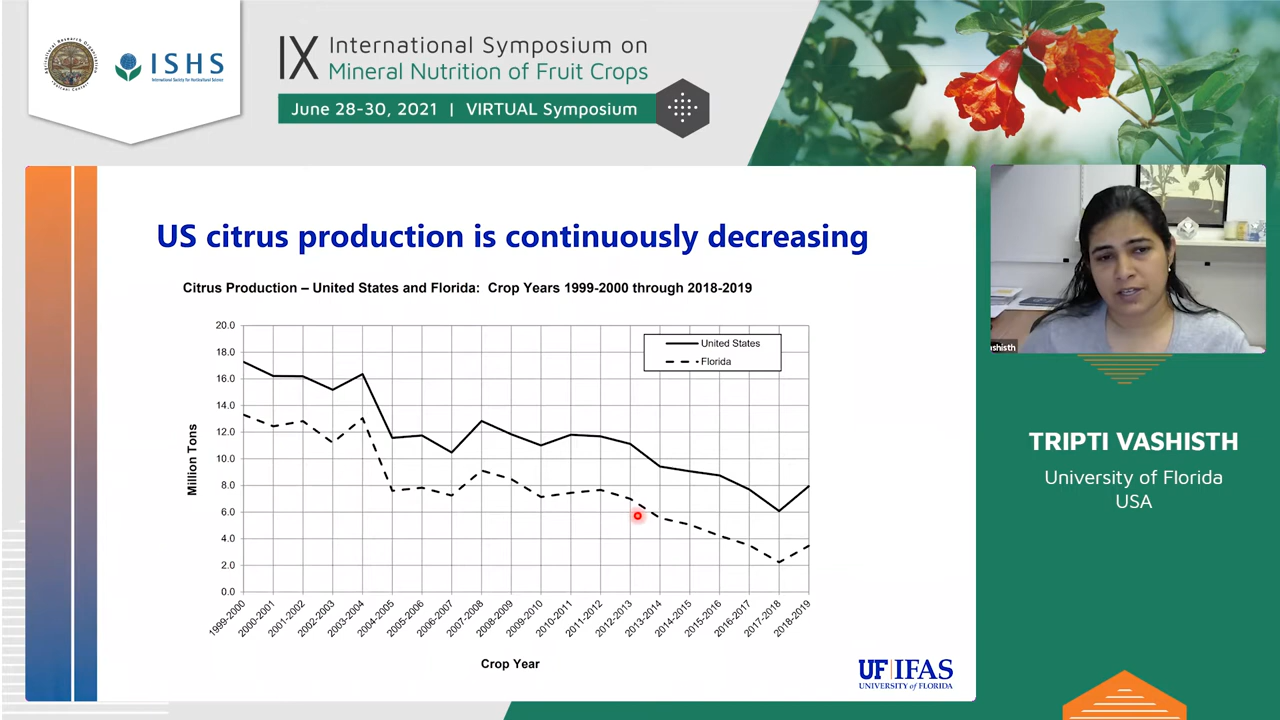 ISHS
International Society for Horticultural Science
IX International Symposium on
Mineral Nutrition of Fruit Crops
June 28-30, 2021 | VIRTUAL Symposium
US citrus production is continuously decreasing
Citrus Production – United States and Florida: Crop Years 1999-2000 through 2018-2019
United States
Florida
Million Tons
20.0
18.0
16.0
14.0
12.0
10.0
8.0
6.0
4.0
2.0
0.0
1999-2000
2000-2001
2001-2002
2002-2003
2003-2004
2004-2005
2005-2006
2006-2007
2007-2008
2008-2009
2009-2010
2010-2011
2011-2012
2012-2013
2013-2014
2014-2015
2015-2016
2016-2017
2017-2018
2018-2019
Crop Year
UF IFAS
UNIVERSITY of FLORIDA
shisth
TRIPTI VASHISTH
University of Florida
USA